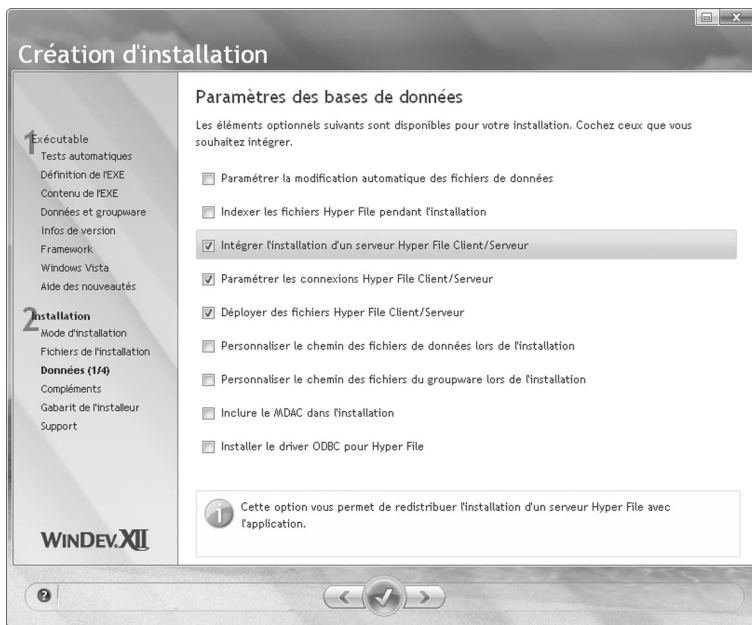 Création d'installation
1 Exécutable
Tests automatiques
Définition de l'EXE
Contenu de l'EXE
Données et groupware
Infos de version
Framework
Windows Vista
Aide des nouveautés
2 Installation
Mode d'installation
Fichiers de l'installation
Données (1/4)
Compléments
Gabarit de l'installeur
Support
WINDEV.XII
Paramètres des bases de données
Les éléments optionnels suivants sont disponibles pour votre installation. Cochez ceux que vous
souhaitez intégrer.
Paramétrer la modification automatique des fichiers de données
Indexer les fichiers Hyper File pendant l'installation
Intégrer l'installation d'un serveur Hyper File Client/Serveur
Paramétrer les connexions Hyper File Client/Serveur
Déployer des fichiers Hyper File Client/Serveur
Personnaliser le chemin des fichiers de données lors de l'installation
Personnaliser le chemin des fichiers du groupware lors de l'installation
Inclure le MDAC dans l'installation
Installer le driver ODBC pour Hyper File
Cette option vous permet de redistribuer l'installation d'un serveur Hyper File avec
l'application.